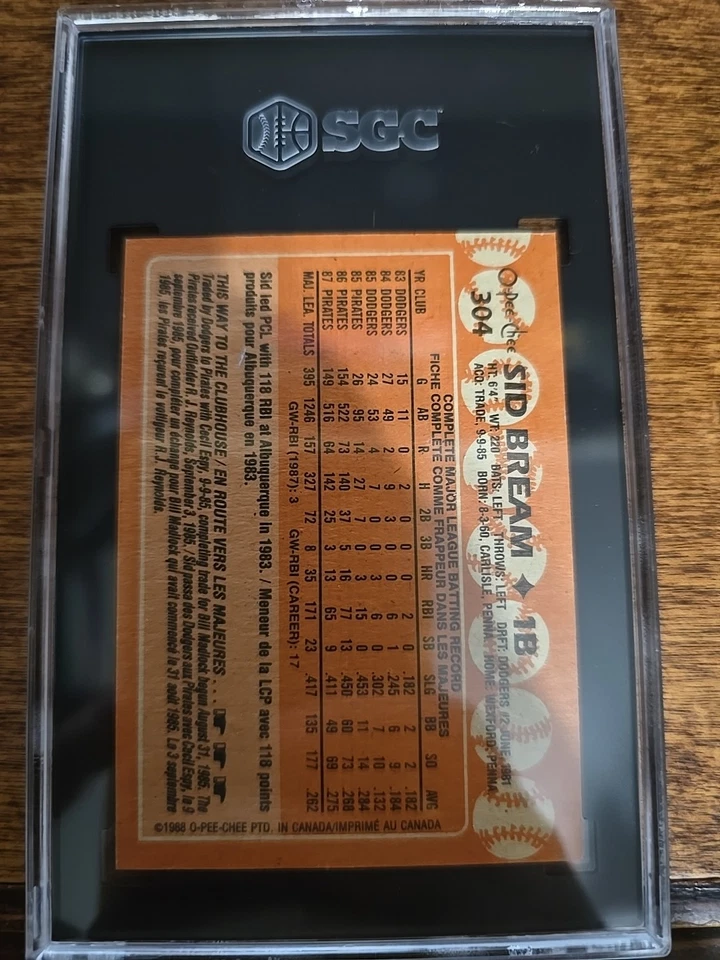 SGC
O-Pee-Chee
304
SID BREAM ♦ 1B
HT: 6'4" WT: 220 BATS: LEFT THROWS: LEFT DRFT: DODGERS #2-JUNE, 1981
ACQ: TRADE, 9-9-85 BORN: 8-3-60, CARLISLE, PENNA. HOME: WEXFORD, PENNA.
COMPLETE MAJOR LEAGUE BATTING RECORD
FICHE COMPLETE COMME FRAPPEUR DANS LES MAJEURES
YR CLUB G AB R H 2B 3B HR RBI SB SLG BB SO AVG
83 DODGERS 15 11 0 2 0 0 0 2 0 .182 2 2 .182
84 DODGERS 27 49 2 9 3 0 0 6 1 .245 6 9 .184
85 DODGERS 24 53 4 7 0 0 3 6 0 .302 7 10 .132
85 PIRATES 26 95 14 27 7 0 3 15 0 .453 11 14 .284
86 PIRATES 154 522 73 140 37 5 16 77 13 .450 60 73 .268
87 PIRATES 149 516 64 142 25 3 13 65 9 .411 49 69 .275
MAJ. LEA. TOTALS 395 1246 157 327 72 8 35 171 23 .417 135 177 .262
GW-RBI (1987): 3 GW-RBI (CAREER): 17
Sid led PCL with 118 RBI at Albuquerque in 1983. / Meneur de la LCP avec 118 points
produits pour Albuquerque en 1983.
THIS WAY TO THE CLUBHOUSE / EN ROUTE VERS LES MAJEURES . . .
Traded by Dodgers to Pirates with Cecil Espy, 9-9-85, completing trade for Bill Madlock begun August 31, 1985. The
Pirates received Outfielder R. J. Reynolds, September 3, 1985. / Sid passa des Dodgers aux Pirates avec Cecil Espy, le 9
septembre 1985, pour compléter un échange pour Bill Madlock qui avait commencé le 31 août 1985. Le 3 septembre
1985, les Pirates reçurent le voltigeur R. J. Reynolds.
©1988 O-PEE-CHEE PTD. IN CANADA/IMPRIMÉ AU CANADA